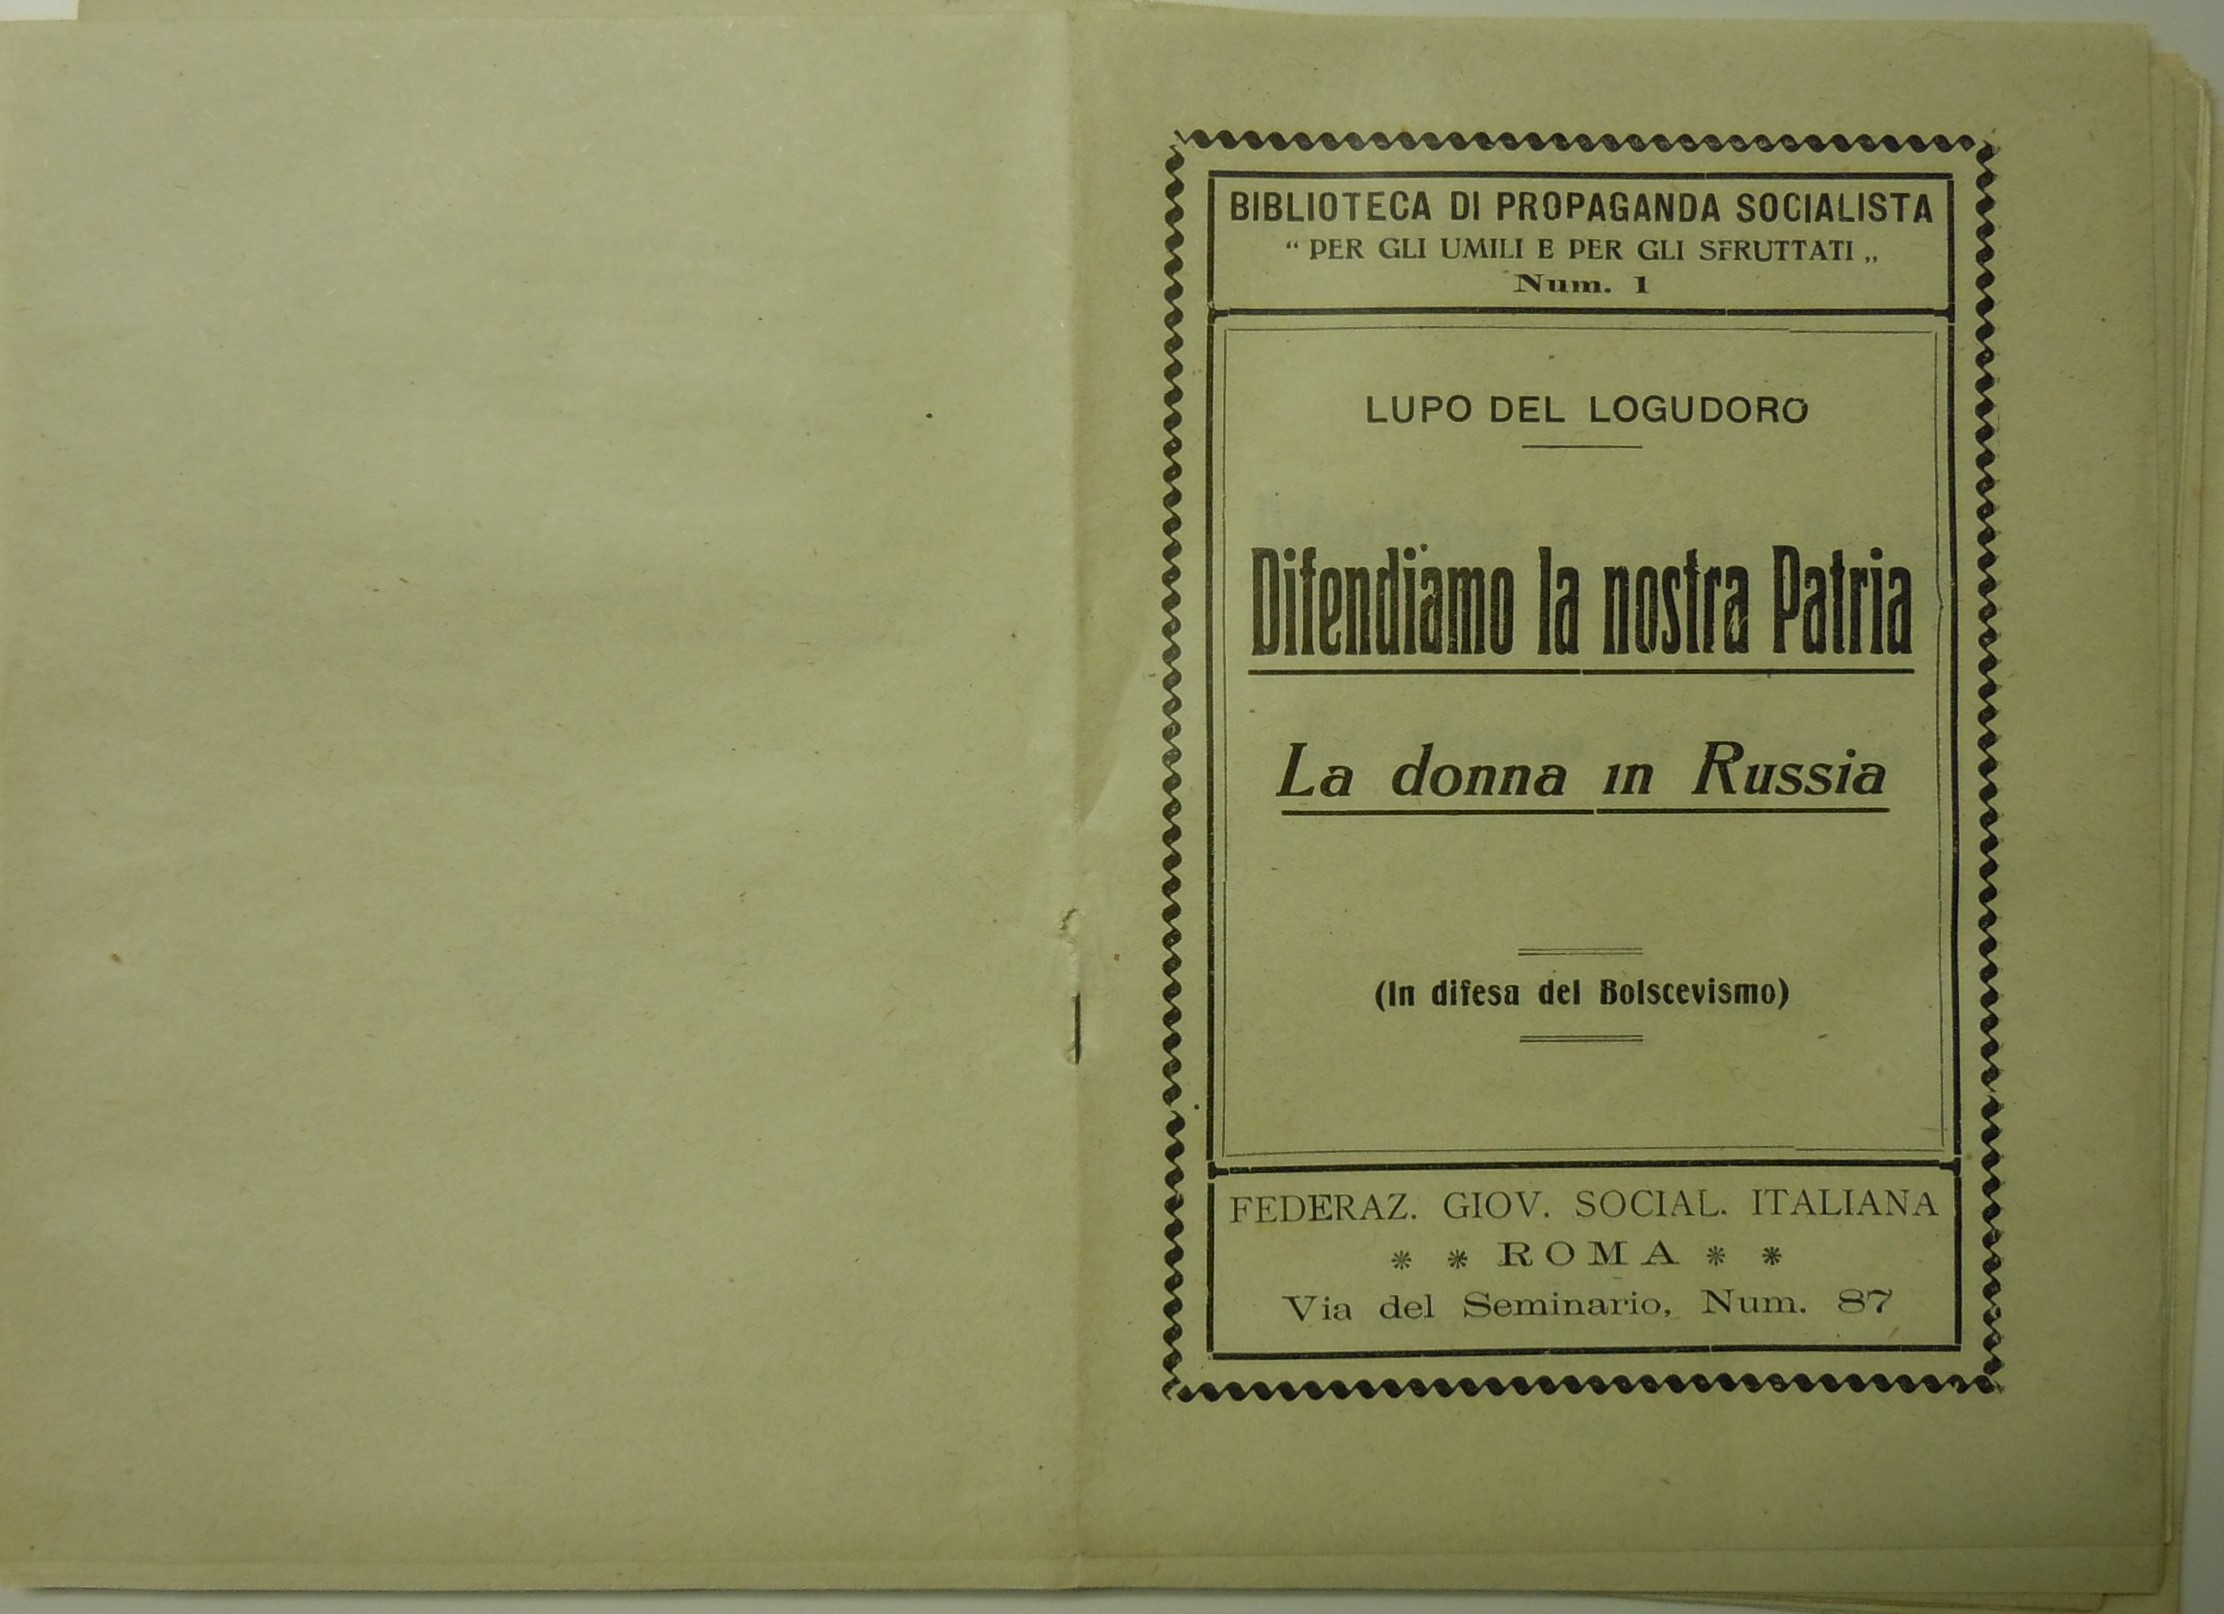 BIBLIOTECA DI PROPAGANDA SOCIALISTA
“ PER GLI UMILI E PER GLI SFRUTTATI „
Num. 1
LUPO DEL LOGUDORO
Difendiamo la nostra Patria
La donna in Russia
(In difesa del Bolscevismo)
FEDERAZ. GIOV. SOCIAL. ITALIANA
* * ROMA * *
Via del Seminario, Num. 87